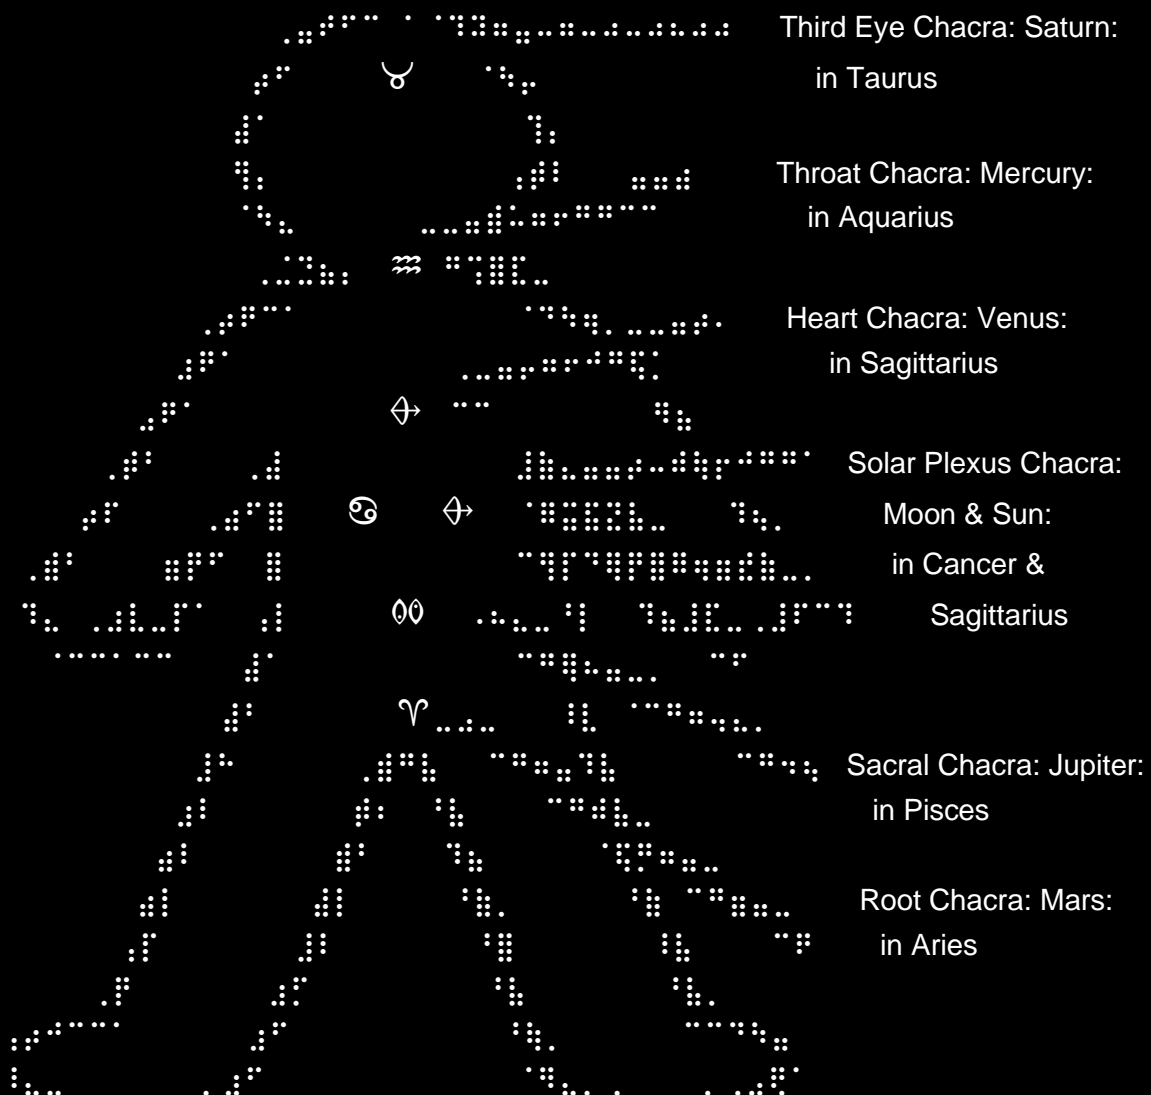 Third Eye Chacra: Saturn:
in Taurus
♉
Throat Chacra: Mercury:
in Aquarius
♒
Heart Chacra: Venus:
in Sagittarius
♐
Solar Plexus Chacra:
♋ ♐ Moon & Sun:
in Cancer &
Sagittarius
♓
♈
Sacral Chacra: Jupiter:
in Pisces
Root Chacra: Mars:
in Aries